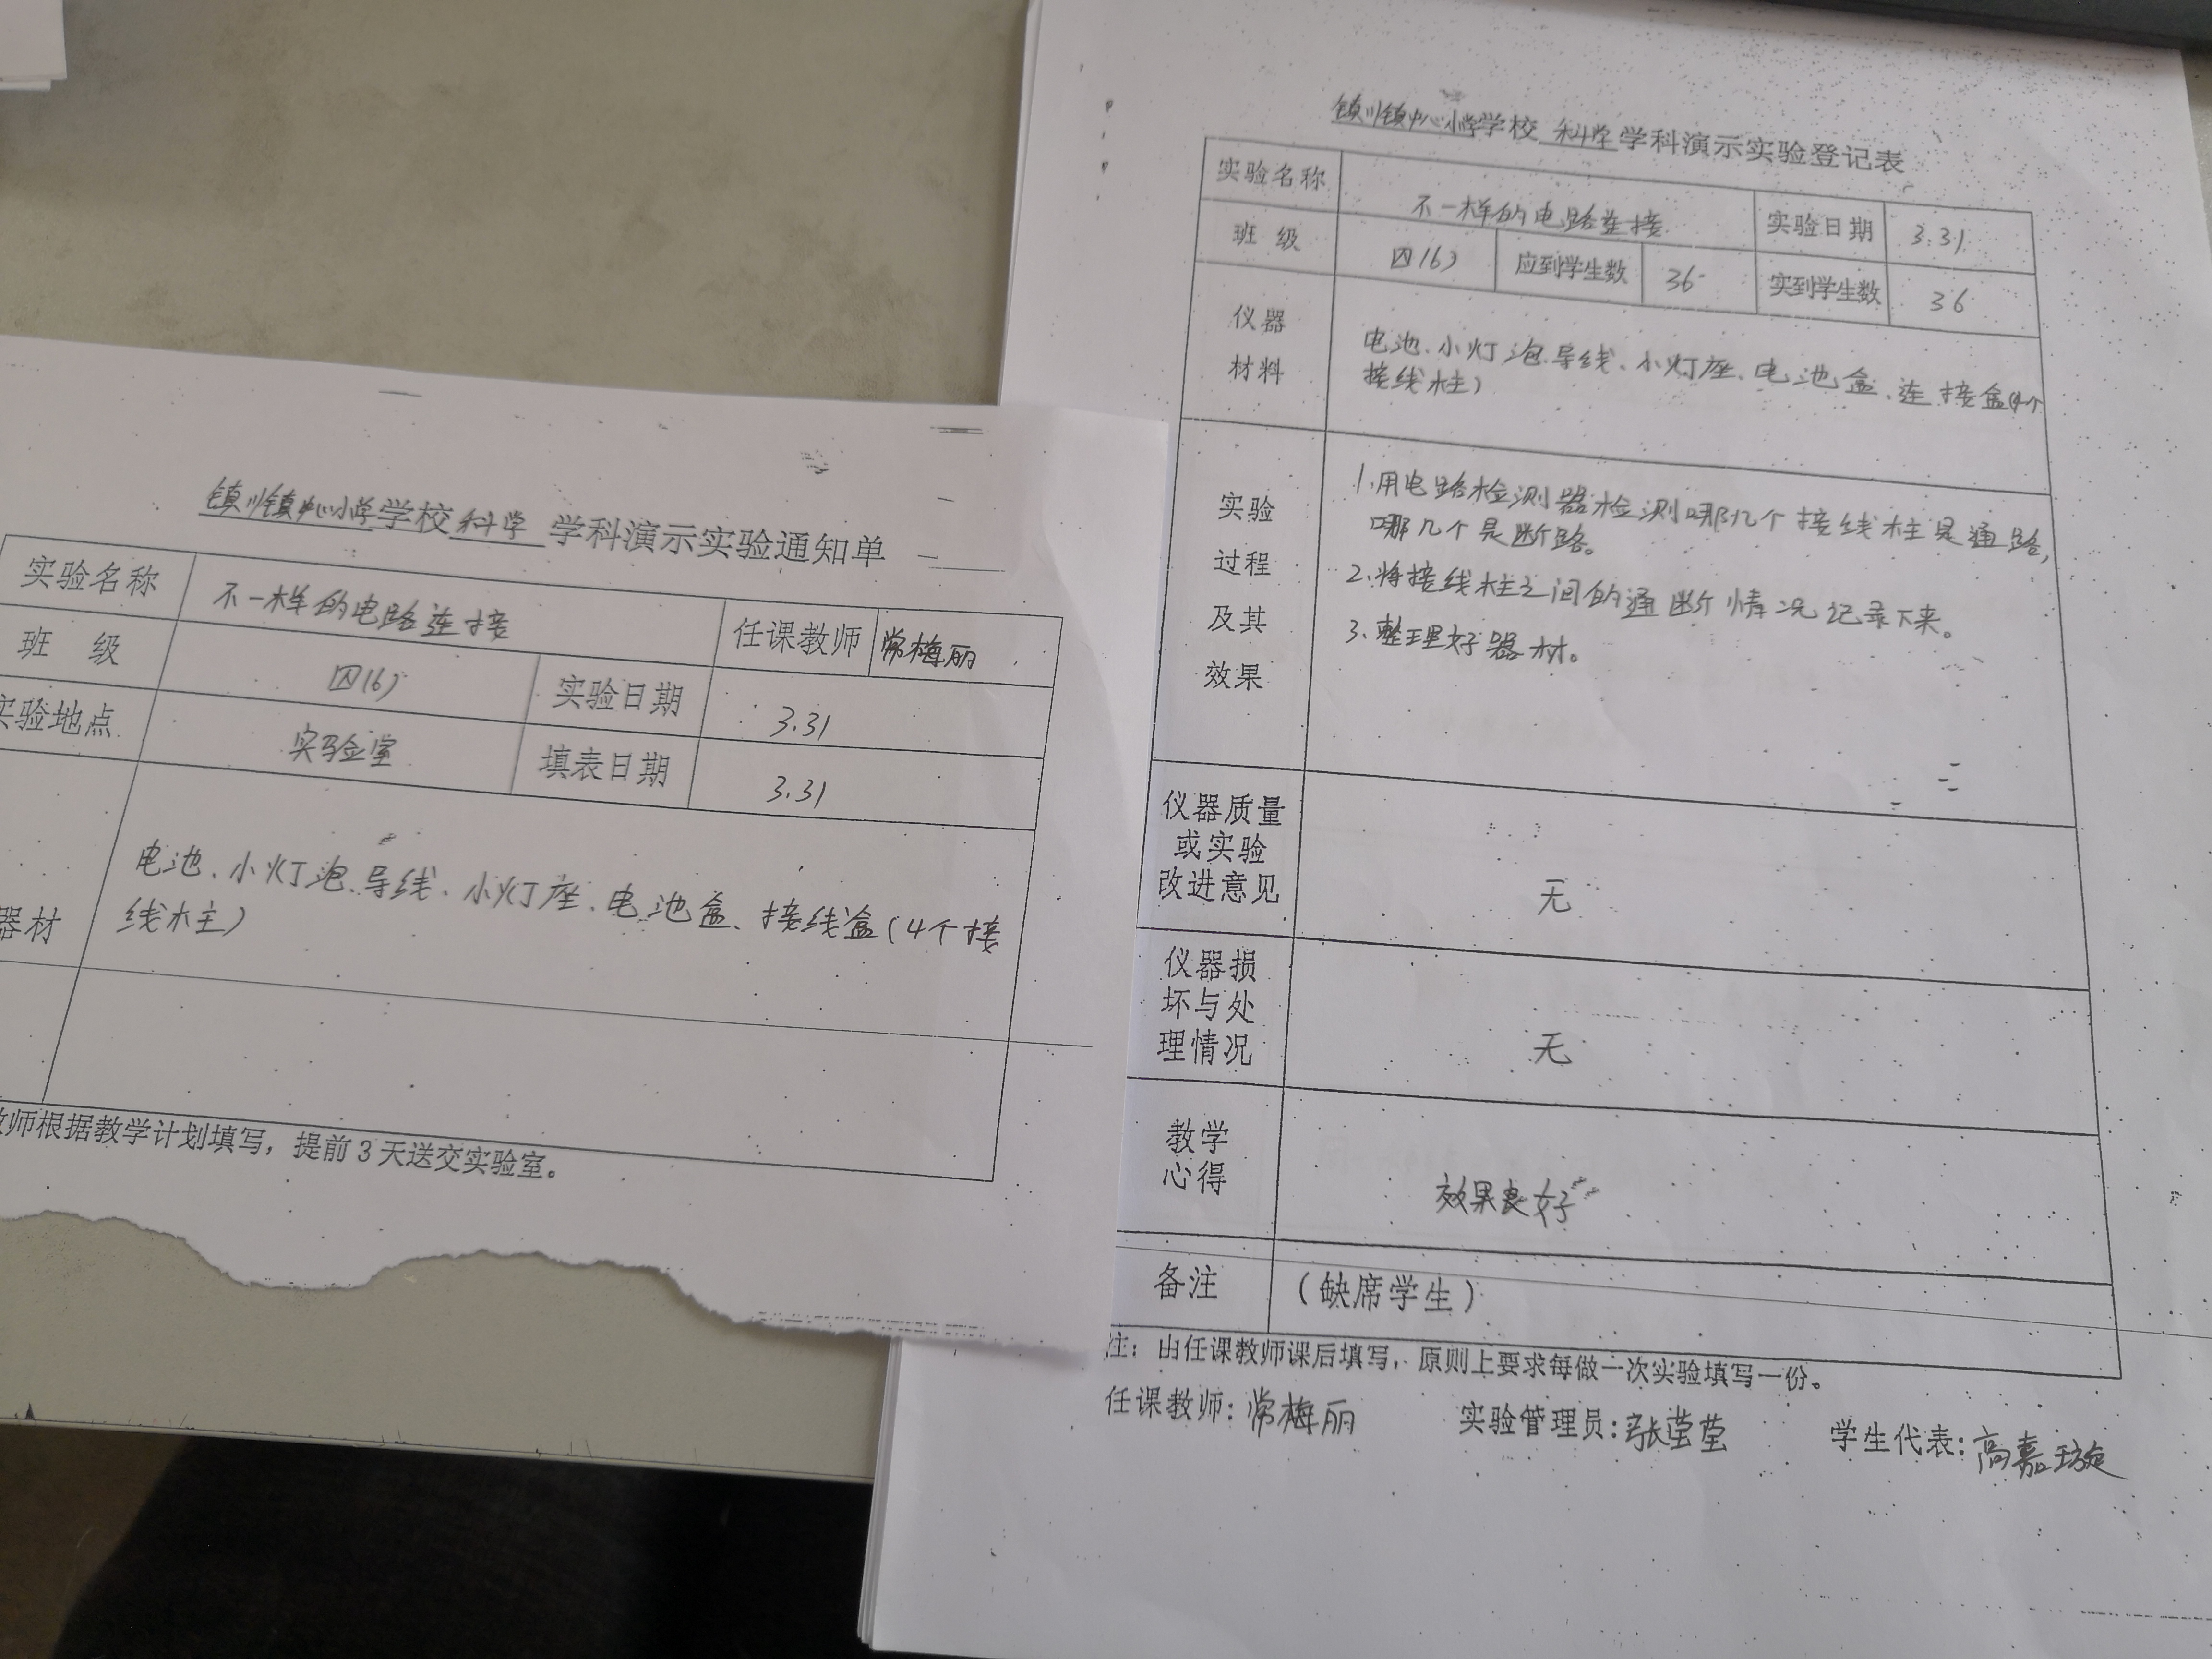 镇川镇中心小学学校 科学 学科演示实验通知单
实验名称 不一样的电路连接 任课教师 常梅丽
班 级 四(6) 实验日期 3.31
实验地点 实验室 填表日期 3.31
器材 电池、小灯泡、导线、小灯座、电池盒、接线盒(4个接
线柱)
教师根据教学计划填写，提前3天送交实验室。
镇川镇中心小学学校 科学 学科演示实验登记表
实验名称 不一样的电路连接 实验日期 3.31
班 级 四(6) 应到学生数 36 实到学生数 36
仪器
材料
电池、小灯泡、导线、小灯座、电池盒、连接盒(4个
接线柱)
实验
过程
及其
效果
1.用电路检测器检测哪几个接线柱是通路,
哪几个是断路。
2.将接线柱之间的通断情况记录下来。
3.整理好器材。
仪器质量
或实验
改进意见
无
仪器损
坏与处
理情况
无
教学
心得
效果良好
备注 (缺席学生)
注：由任课教师课后填写，原则上要求每做一次实验填写一份。
任课教师:常梅丽 实验管理员:张莹莹 学生代表:高嘉璇